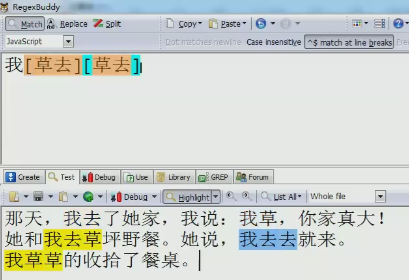 RegexBuddy
Match Replace Split Copy Paste
JavaScript Dot matches newline Case insensitive ^$ match at line breaks
我[草去][草去]
Create Test Debug Use Library GREP Forum
Debug Highlight List All Whole file
那天，我去了她家，我说：我草，你家真大！
她和我去草坪野餐。她说，我去去就来。
我草草的收拾了餐桌。